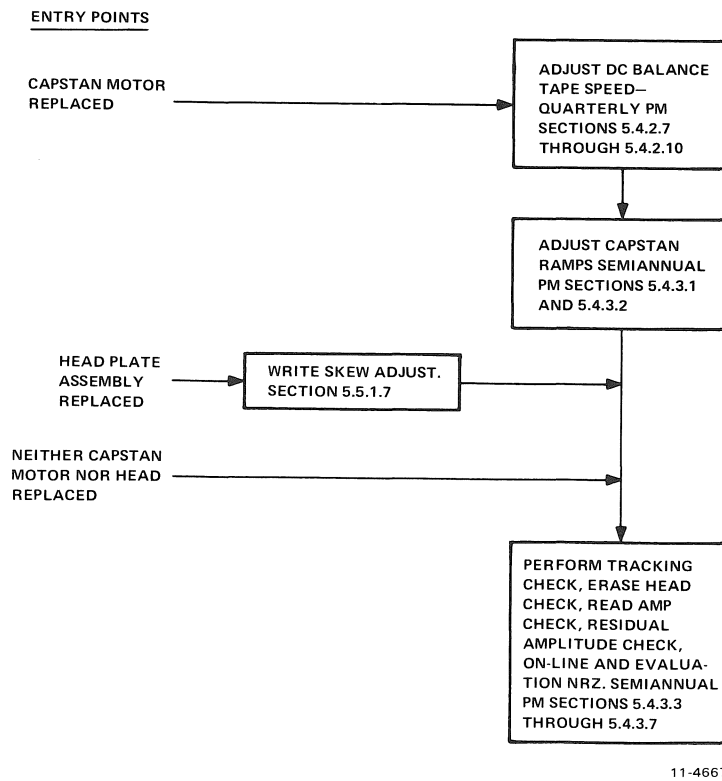 ENTRY POINTS
CAPSTAN MOTOR
REPLACED
ADJUST DC BALANCE
TAPE SPEED—
QUARTERLY PM
SECTIONS 5.4.2.7
THROUGH 5.4.2.10
ADJUST CAPSTAN
RAMPS SEMIANNUAL
PM SECTIONS 5.4.3.1
AND 5.4.3.2
HEAD PLATE
ASSEMBLY
REPLACED
WRITE SKEW ADJUST.
SECTION 5.5.1.7
NEITHER CAPSTAN
MOTOR NOR HEAD
REPLACED
PERFORM TRACKING
CHECK, ERASE HEAD
CHECK, READ AMP
CHECK, RESIDUAL
AMPLITUDE CHECK,
ON-LINE AND EVALUA-
TION NRZ. SEMIANNUAL
PM SECTIONS 5.4.3.3
THROUGH 5.4.3.7
11-4667